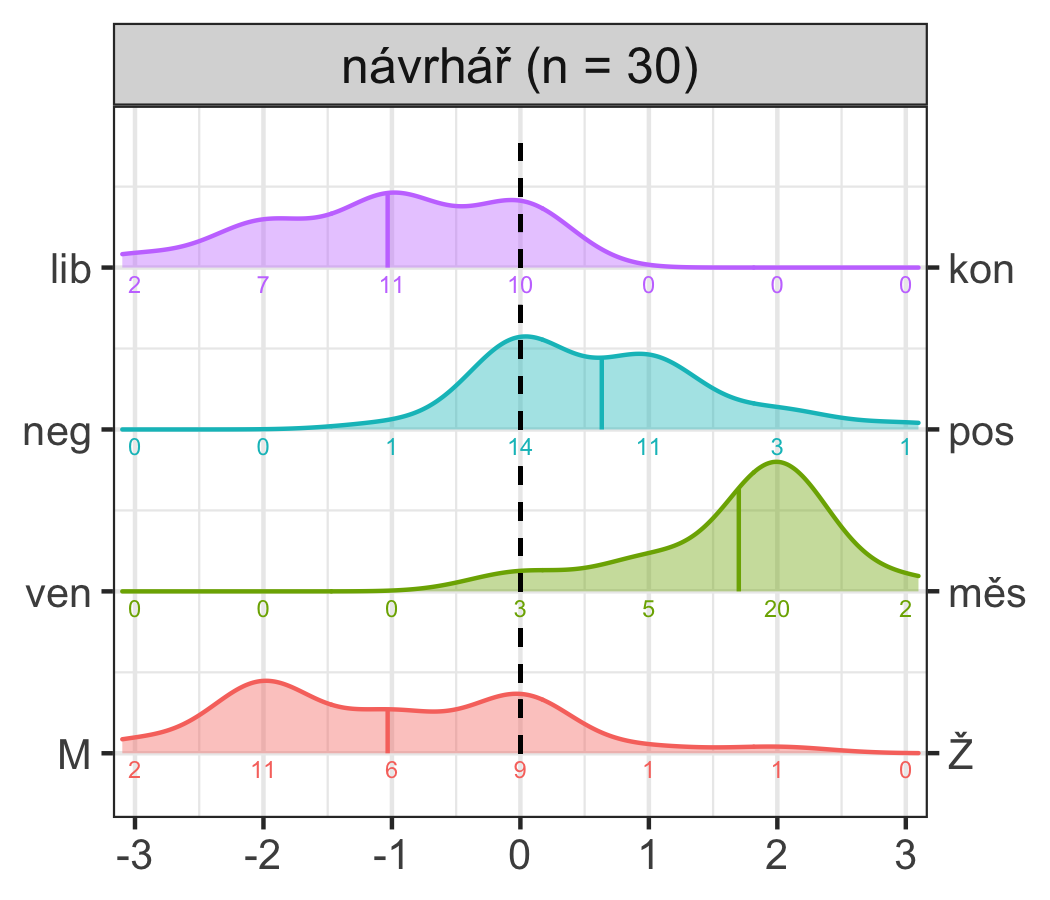 návrhář (n = 30)
lib kon
2 7 11 10 0 0 0
neg pos
0 0 1 14 11 3 1
ven měs
0 0 0 3 5 20 2
M Ž
2 11 6 9 1 1 0
-3 -2 -1 0 1 2 3